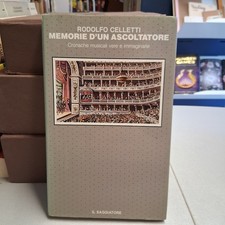 RODOLFO CELLETTI
MEMORIE D'UN ASCOLTATORE
Cronache musicali vere e immaginarie
IL SAGGIATORE